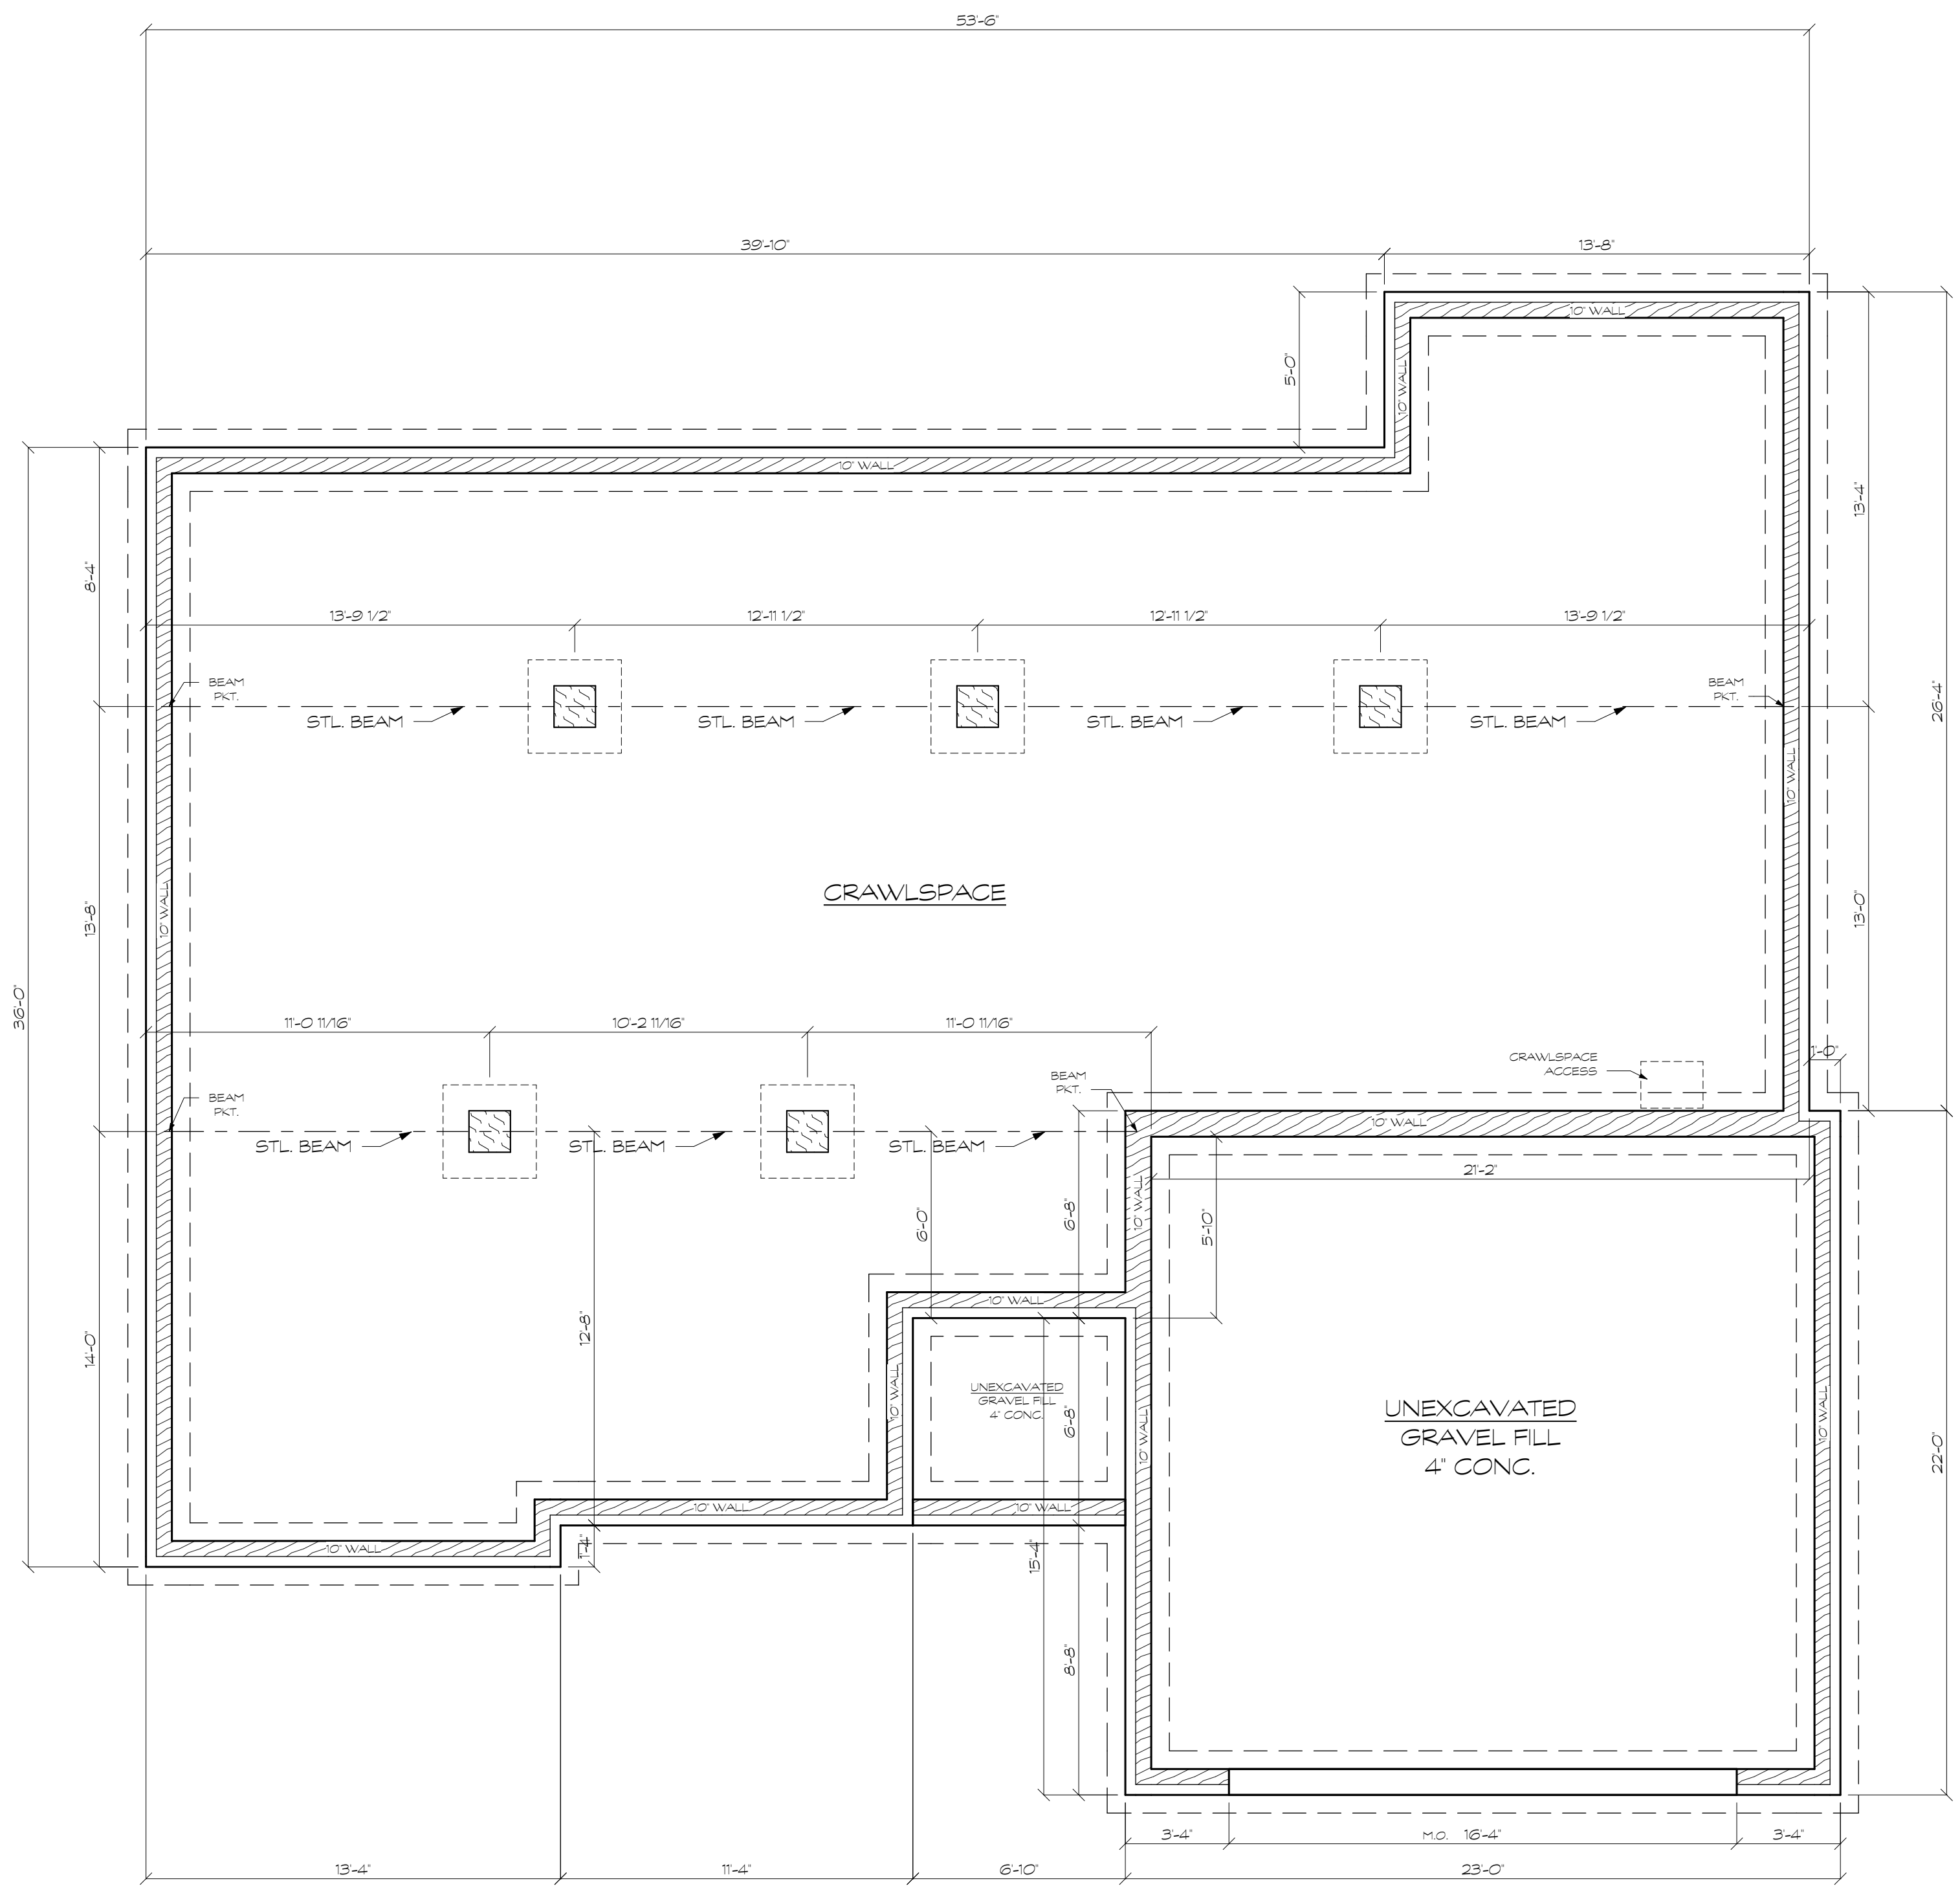 53'-6"
39'-10"
13'-8"
10" WALL
5'-0"
10" WALL
10" WALL
13'-4"
8'-4"
13'-9 1/2"
12'-11 1/2"
12'-11 1/2"
13'-9 1/2"
BEAM
PKT.
BEAM
PKT.
STL. BEAM
STL. BEAM
STL. BEAM
STL. BEAM
26'-4"
10" WALL
CRAWLSPACE
10" WALL
13'-8"
13'-0"
36'-0"
11'-0 11/16"
10'-2 11/16"
11'-0 11/16"
1'-0"
CRAWLSPACE
ACCESS
BEAM
PKT.
BEAM
PKT.
10" WALL
STL. BEAM
STL. BEAM
STL. BEAM
21'-2"
10" WALL
6'-0"
6'-8"
5'-10"
10" WALL
12'-8"
14'-0"
10" WALL
UNEXCAVATED
GRAVEL FILL
4" CONC.
6'-8"
10" WALL
UNEXCAVATED
GRAVEL FILL
4" CONC.
10" WALL
22'-0"
10" WALL
10" WALL
10" WALL
1'-4"
15'-4"
8'-8"
3'-4"
M.O. 16'-4"
3'-4"
13'-4"
11'-4"
6'-10"
23'-0"